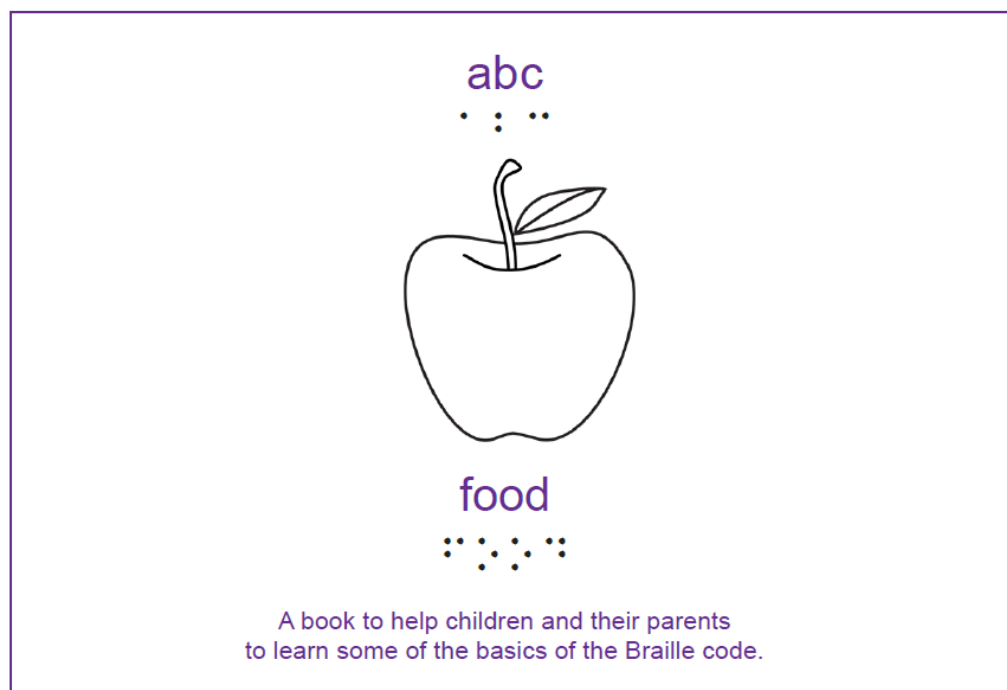 abc
⠁⠃⠉
food
⠋⠕⠕⠙
A book to help children and their parents
to learn some of the basics of the Braille code.